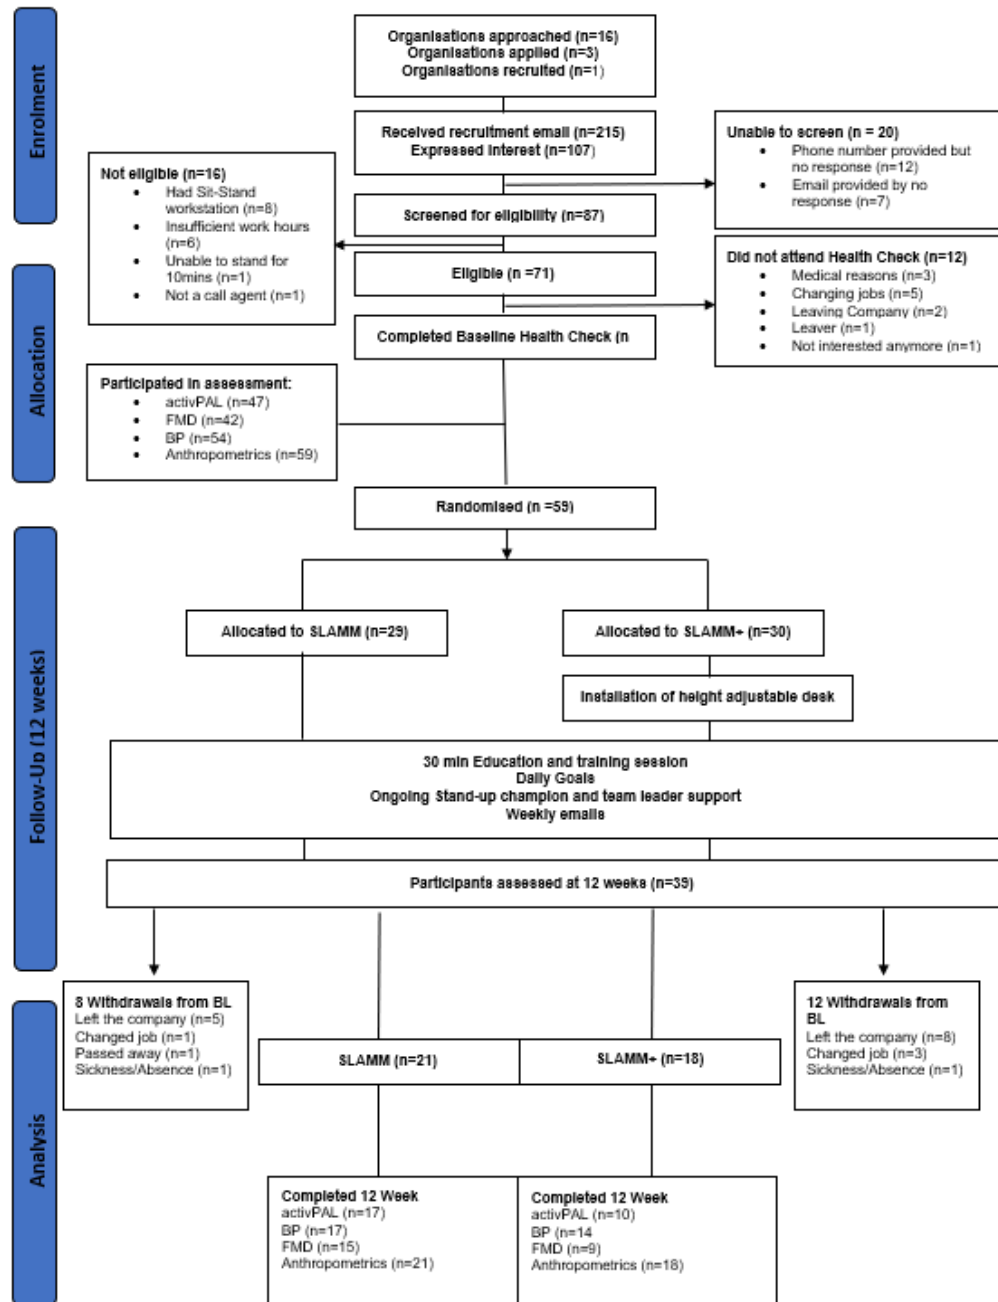 Enrolment
Organisations approached (n=16)
Organisations applied (n=3)
Organisations recruited (n=1)
Received recruitment email (n=215)
Expressed Interest (n=107)
Unable to screen (n = 20)
• Phone number provided but
no response (n=12)
• Email provided by no
response (n=7)
Not eligible (n=16)
• Had Sit-Stand
workstation (n=8)
• Insufficient work hours
(n=6)
• Unable to stand for
10mins (n=1)
• Not a call agent (n=1)
Screened for eligibility (n=87)
Allocation
Eligible (n =71)
Did not attend Health Check (n=12)
• Medical reasons (n=3)
• Changing jobs (n=5)
• Leaving Company (n=2)
• Leaver (n=1)
• Not interested anymore (n=1)
Completed Baseline Health Check (n
Participated in assessment:
• activPAL (n=47)
• FMD (n=42)
• BP (n=54)
• Anthropometrics (n=59)
Randomised (n =59)
Follow-Up (12 weeks)
Allocated to SLAMM (n=29)
Allocated to SLAMM+ (n=30)
Installation of height adjustable desk
30 min Education and training session
Daily Goals
Ongoing Stand-up champion and team leader support
Weekly emails
Participants assessed at 12 weeks (n=39)
Analysis
8 Withdrawals from BL
Left the company (n=5)
Changed job (n=1)
Passed away (n=1)
Sickness/Absence (n=1)
12 Withdrawals from
BL
Left the company (n=8)
Changed job (n=3)
Sickness/Absence (n=1)
SLAMM (n=21)
SLAMM+ (n=18)
Completed 12 Week
activPAL (n=17)
BP (n=17)
FMD (n=15)
Anthropometrics (n=21)
Completed 12 Week
activPAL (n=10)
BP (n=14
FMD (n=9)
Anthropometrics (n=18)